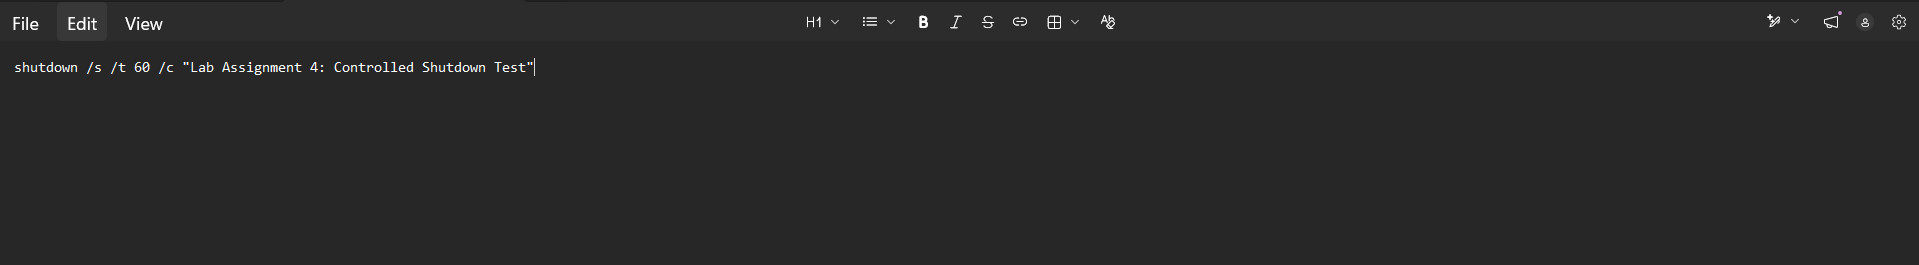 File Edit View H1 B I S
shutdown /s /t 60 /c "Lab Assignment 4: Controlled Shutdown Test"